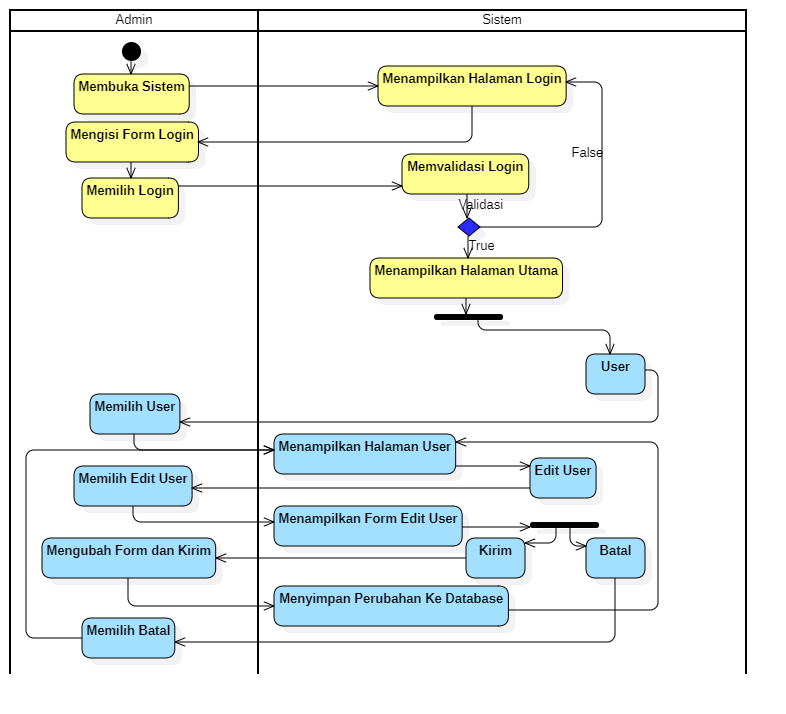 Admin
Sistem
Membuka Sistem
Menampilkan Halaman Login
Mengisi Form Login
False
Memvalidasi Login
Memilih Login
Validasi
True
Menampilkan Halaman Utama
User
Memilih User
Menampilkan Halaman User
Memilih Edit User
Edit User
Menampilkan Form Edit User
Mengubah Form dan Kirim
Kirim
Batal
Menyimpan Perubahan Ke Database
Memilih Batal